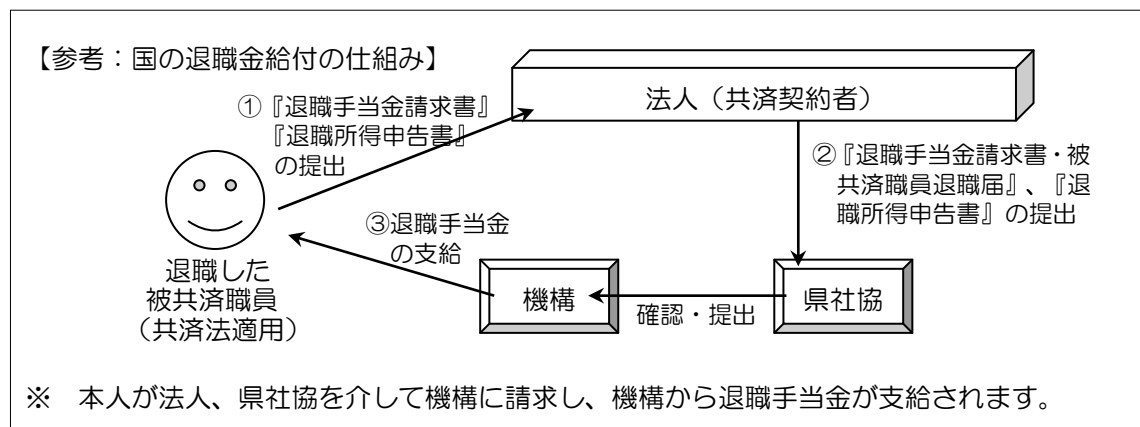 【参考：国の退職金給付の仕組み】
法人（共済契約者）
①『退職手当金請求書』
『退職所得申告書』
の提出
②『退職手当金請求書・被
共済職員退職届』、『退
職所得申告書』の提出
③退職手当金
の支給
退職した
被共済職員
（共済法適用）
機構
確認・提出
県社協
※　本人が法人、県社協を介して機構に請求し、機構から退職手当金が支給されます。